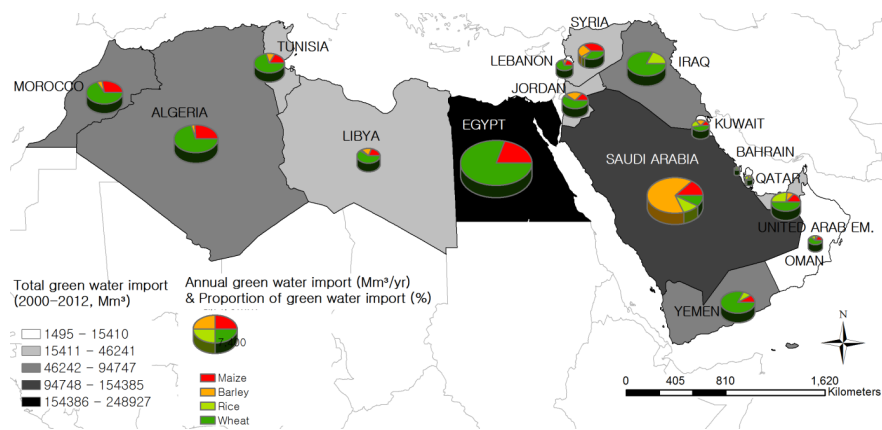 SYRIA
TUNISIA
LEBANON
IRAQ
MOROCCO
JORDAN
ALGERIA
EGYPT
KUWAIT
LIBYA
BAHRAIN
SAUDI ARABIA
QATAR
UNITED ARAB EM.
OMAN
YEMEN
Total green water import
(2000-2012, Mm³)
1495 - 15410
15411 - 46241
46242 - 94747
94748 - 154385
154386 - 248927
Annual green water import (Mm³/yr)
& Proportion of green water import (%)
Maize
Barley
Rice
Wheat
N
0 405 810 1,620
Kilometers